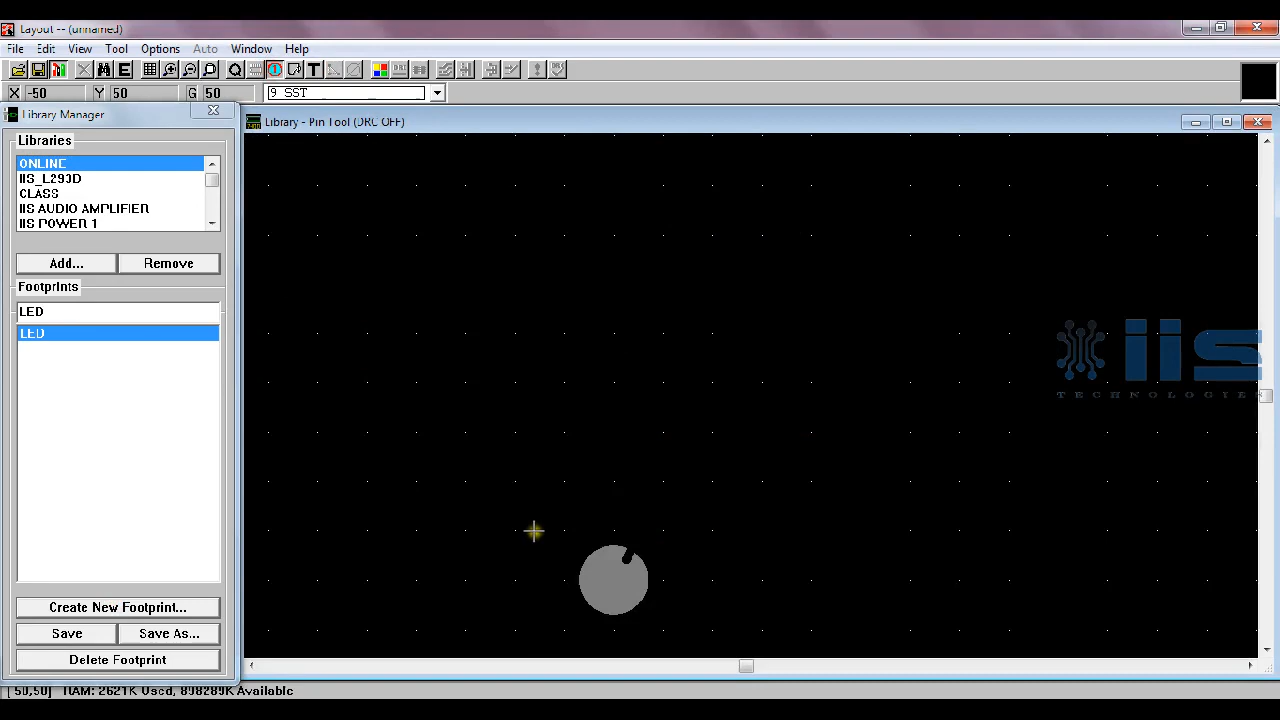 Layout -- (unnamed)
File Edit View Tool Options Auto Window Help
X -50 Y 50 G 50 9 SST
Library Manager
Library - Pin Tool (DRC OFF)
Libraries
ONLINE
IIS_L293D
CLASS
IIS AUDIO AMPLIFIER
IIS POWER 1
Add... Remove
Footprints
LED
LED
iis
TECHNOLOGIES
Create New Footprint...
Save Save As...
Delete Footprint
[50,50] RAM: 2621K Used, 898289K Available